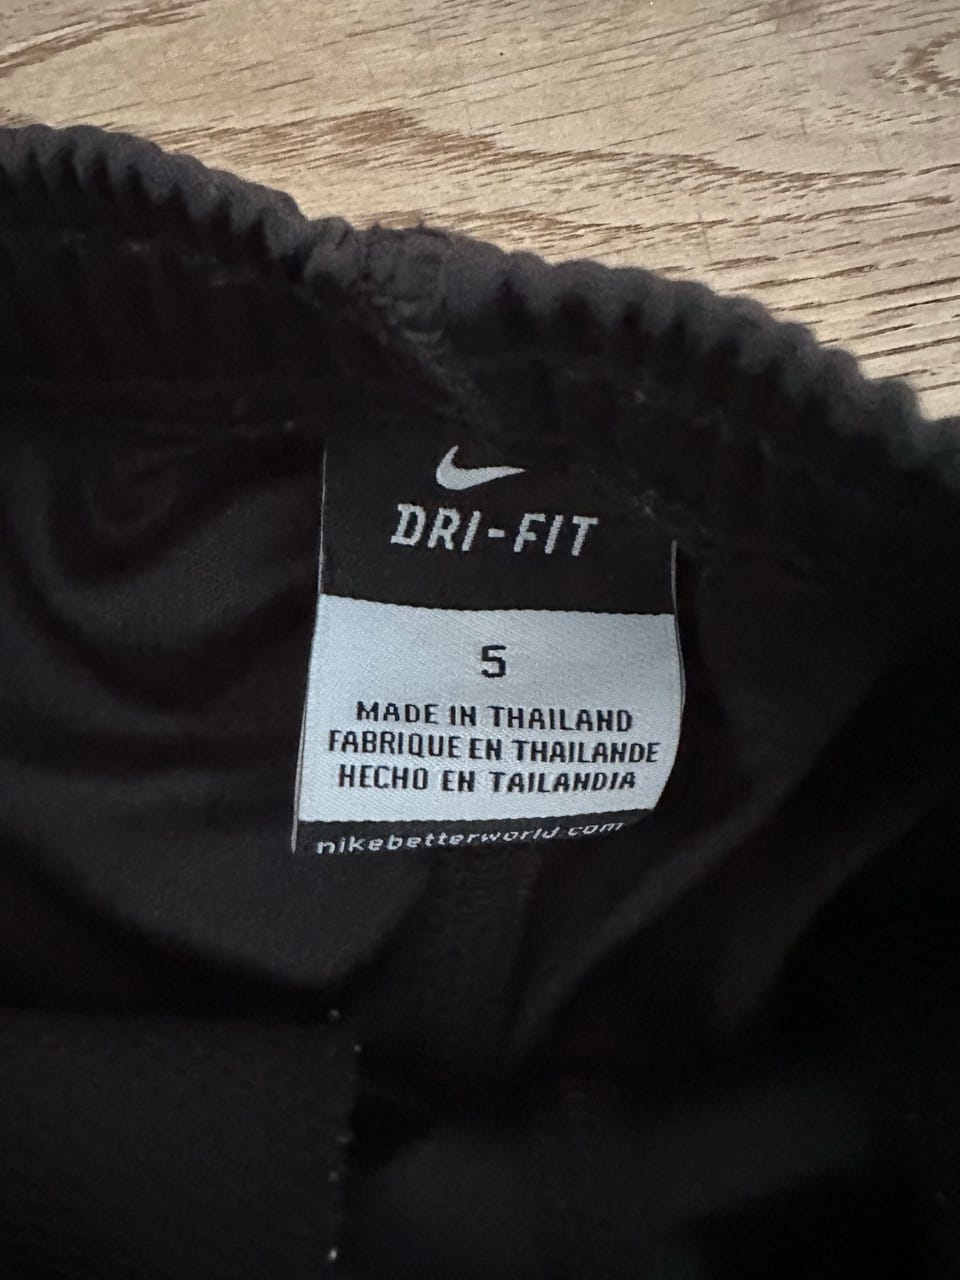 DRI-FIT
5
MADE IN THAILAND
FABRIQUE EN THAILANDE
HECHO EN TAILANDIA
nikebetterworld.com